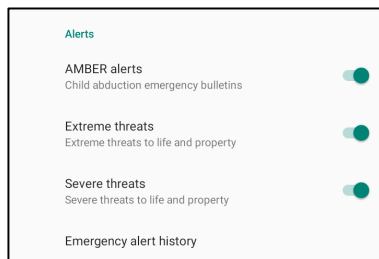 Alerts
AMBER alerts
Child abduction emergency bulletins
Extreme threats
Extreme threats to life and property
Severe threats
Severe threats to life and property
Emergency alert history